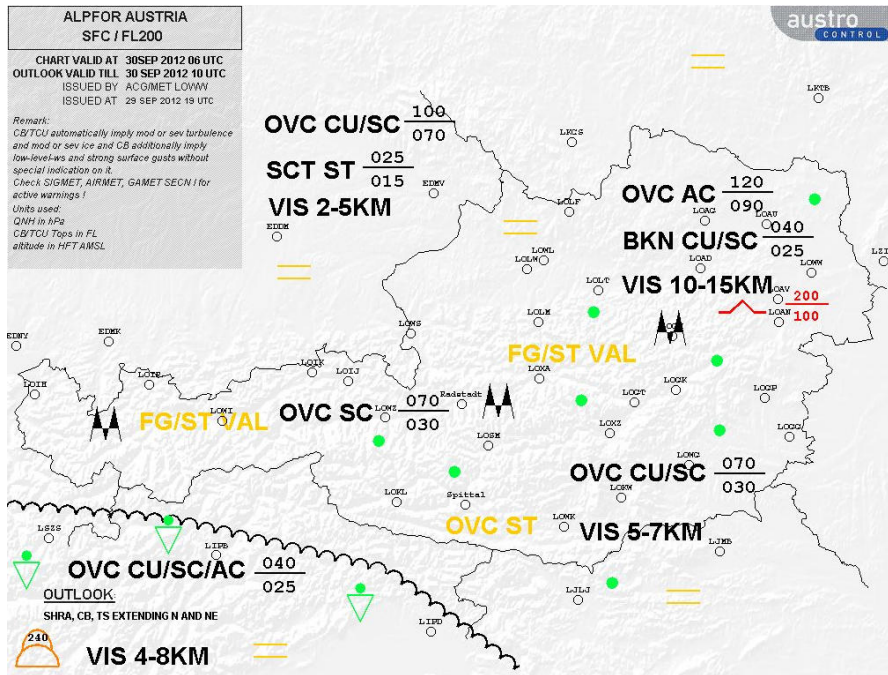 ALPFOR AUSTRIA
SFC / FL200
CHART VALID AT 30SEP 2012 06 UTC
OUTLOOK VALID TILL 30 SEP 2012 10 UTC
ISSUED BY ACG/MET LOWW
ISSUED AT 29 SEP 2012 19 UTC
Remark:
CB/TCU automatically imply mod or sev turbulence
and mod or sev ice and CB additionally imply
low-level-ws and strong surface gusts without
special indication on it.
Check SIGMET, AIRMET, GAMET SECN I for
active warnings !
Units used:
QNH in hPa
CB/TCU Tops in FL
altitude in HFT AMSL
austro
CONTROL
LKTB
OVC CU/SC 100
070
LKCS
SCT ST 025
015
EDMV
VIS 2-5KM
OVC AC 120
090
LOLF
LOAG
LOAU
EDDM
BKN CU/SC 040
025
LOWL
LOLW
LOAD
LOWW
VIS 10-15KM
LOLT
LOAV
200
100
LOAN
LOLM
LOWS
EDNY
EDMK
FG/ST VAL
LOIK
LOIJ
LOXA
LOIH
LOGK
LOGT
LOGP
OVC SC 070
030
Radstadt
LOWZ
FG/ST VAL
LOWI
LOSM
LOXZ
LOGG
OVC CU/SC 070
030
LOWG
LOKL
Spittal
LOKW
OVC ST
LOWK
VIS 5-7KM
LSZS
LIPB
LJMB
OVC CU/SC/AC 040
025
OUTLOOK:
SHRA, CB, TS EXTENDING N AND NE
LJLJ
240
VIS 4-8KM